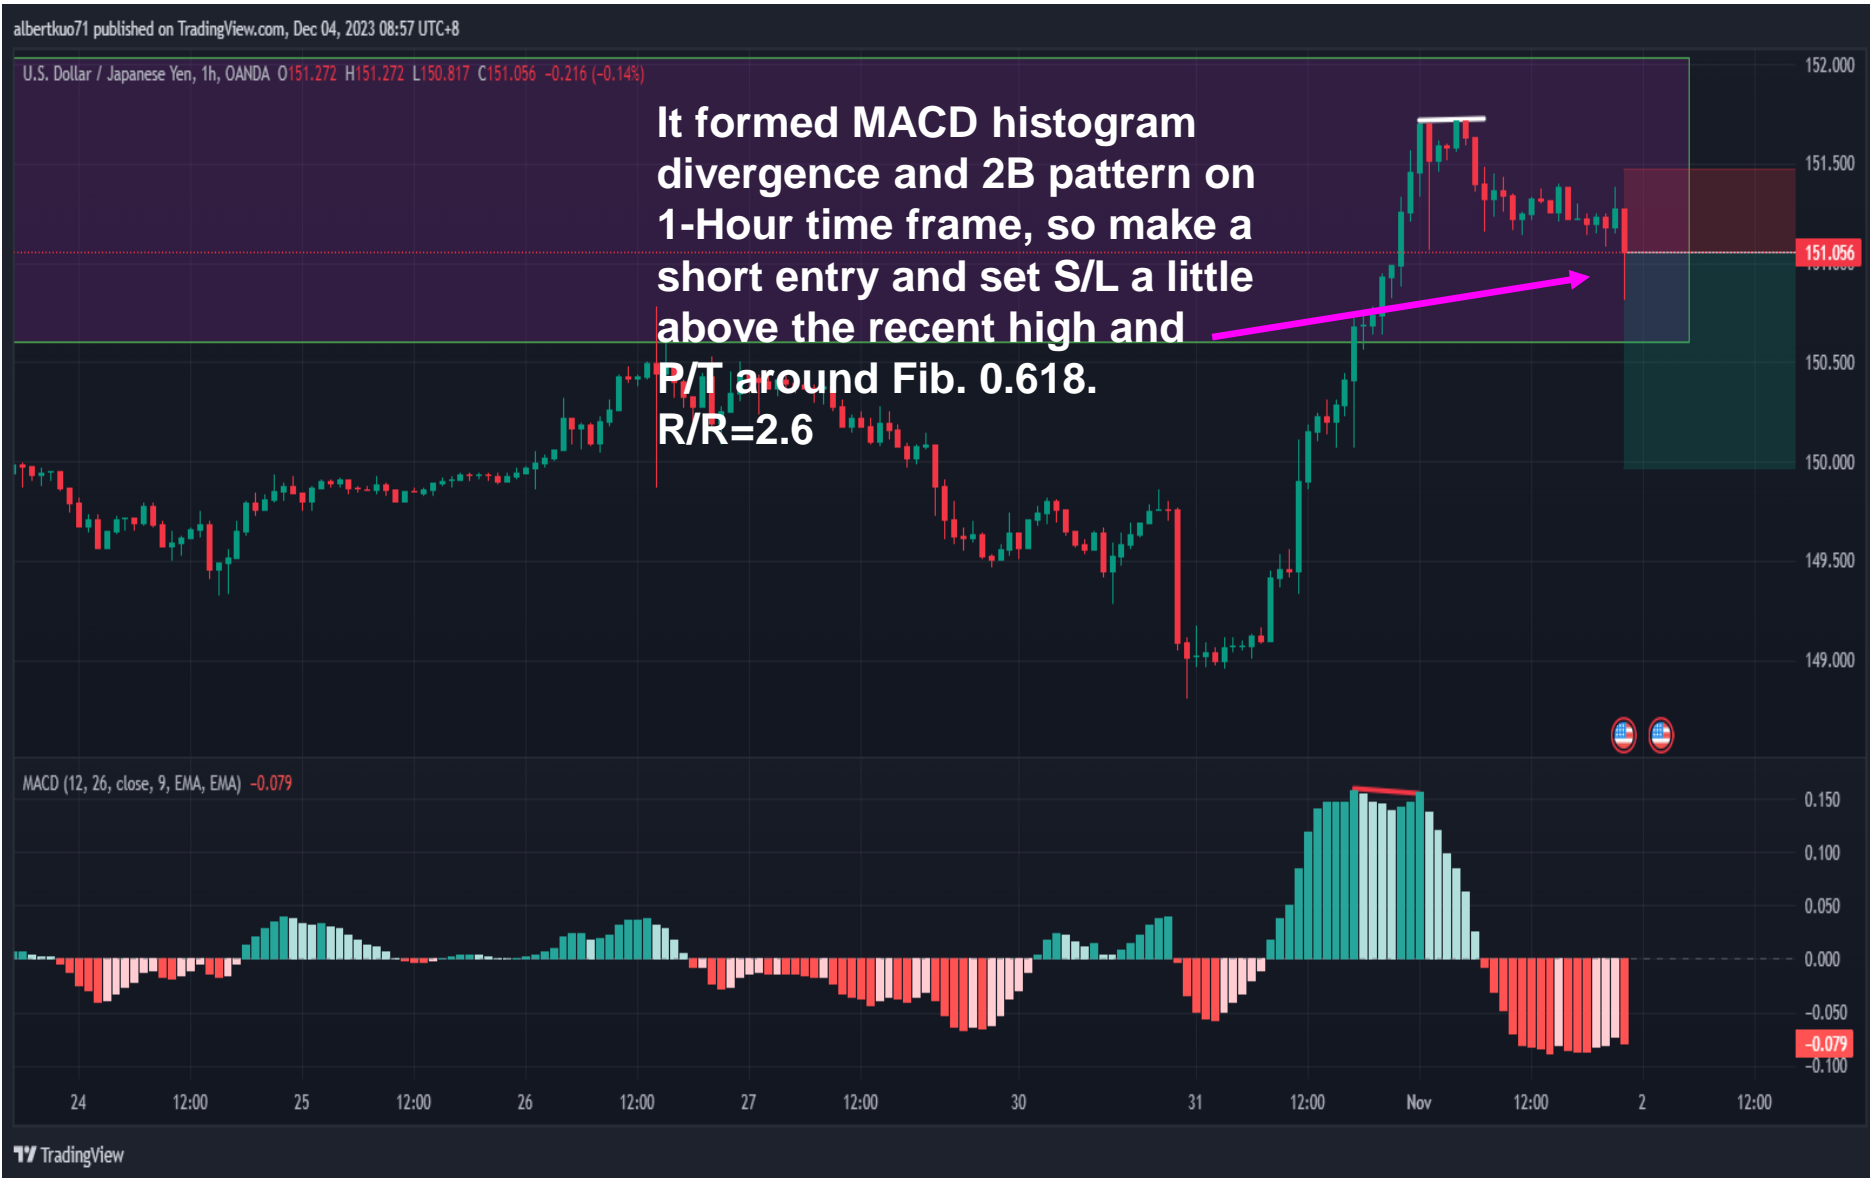 albertkuo71 published on TradingView.com, Dec 04, 2023 08:57 UTC+8
U.S. Dollar / Japanese Yen, 1h, OANDA O151.272 H151.272 L150.817 C151.056 −0.216 (−0.14%)
152.000
It formed MACD histogram
divergence and 2B pattern on
1-Hour time frame, so make a
short entry and set S/L a little
above the recent high and
P/T around Fib. 0.618.
R/R=2.6
151.500
151.056
151.000
150.500
150.000
149.500
149.000
MACD (12, 26, close, 9, EMA, EMA) −0.079
0.150
0.100
0.050
0.000
−0.050
−0.079
−0.100
24 12:00 25 12:00 26 12:00 27 12:00 30 31 12:00 Nov 12:00 2 12:00
TradingView